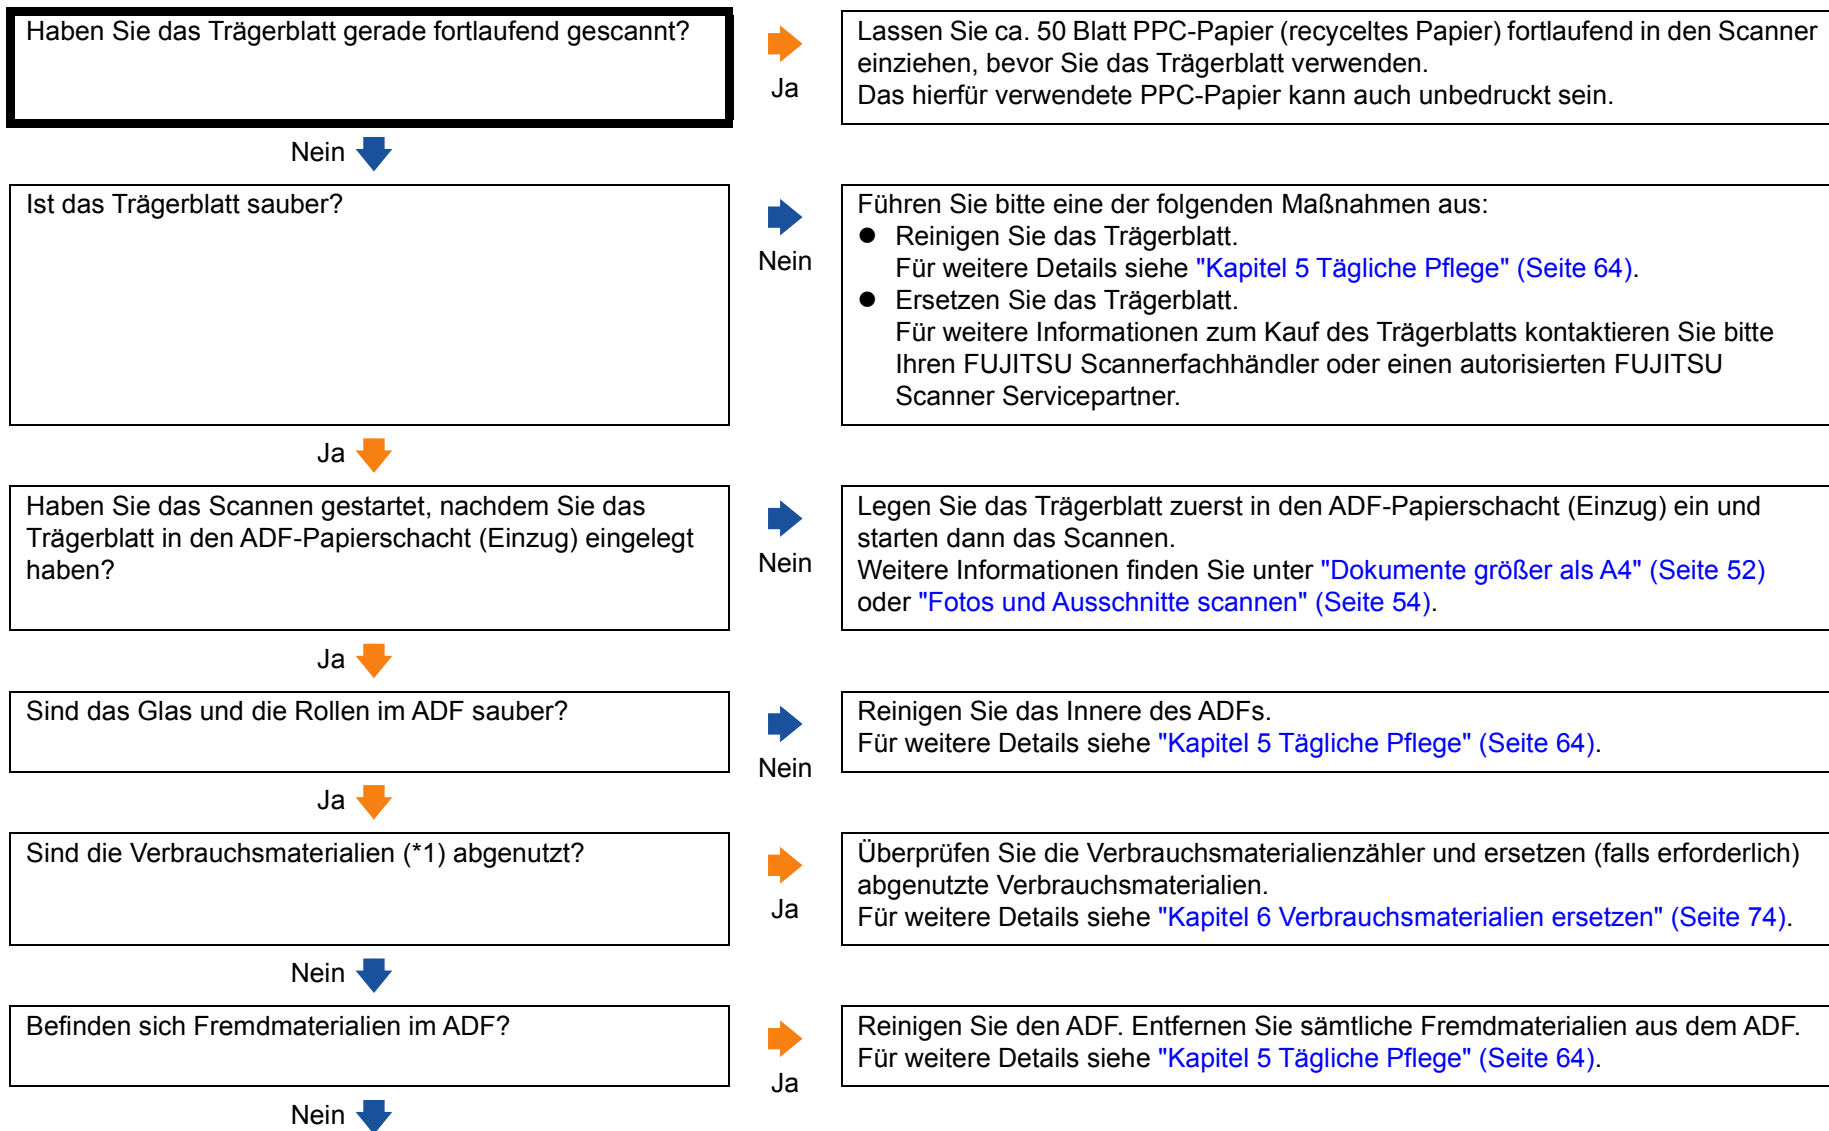 Haben Sie das Trägerblatt gerade fortlaufend gescannt?
Ja
Lassen Sie ca. 50 Blatt PPC-Papier (recyceltes Papier) fortlaufend in den Scanner
einziehen, bevor Sie das Trägerblatt verwenden.
Das hierfür verwendete PPC-Papier kann auch unbedruckt sein.
Nein
Ist das Trägerblatt sauber?
Nein
Führen Sie bitte eine der folgenden Maßnahmen aus:
● Reinigen Sie das Trägerblatt.
Für weitere Details siehe "Kapitel 5 Tägliche Pflege" (Seite 64).
● Ersetzen Sie das Trägerblatt.
Für weitere Informationen zum Kauf des Trägerblatts kontaktieren Sie bitte
Ihren FUJITSU Scannerfachhändler oder einen autorisierten FUJITSU
Scanner Servicepartner.
Ja
Haben Sie das Scannen gestartet, nachdem Sie das
Trägerblatt in den ADF-Papierschacht (Einzug) eingelegt
haben?
Nein
Legen Sie das Trägerblatt zuerst in den ADF-Papierschacht (Einzug) ein und
starten dann das Scannen.
Weitere Informationen finden Sie unter "Dokumente größer als A4" (Seite 52)
oder "Fotos und Ausschnitte scannen" (Seite 54).
Ja
Sind das Glas und die Rollen im ADF sauber?
Nein
Reinigen Sie das Innere des ADFs.
Für weitere Details siehe "Kapitel 5 Tägliche Pflege" (Seite 64).
Ja
Sind die Verbrauchsmaterialien (*1) abgenutzt?
Ja
Überprüfen Sie die Verbrauchsmaterialienzähler und ersetzen (falls erforderlich)
abgenutzte Verbrauchsmaterialien.
Für weitere Details siehe "Kapitel 6 Verbrauchsmaterialien ersetzen" (Seite 74).
Nein
Befinden sich Fremdmaterialien im ADF?
Ja
Reinigen Sie den ADF. Entfernen Sie sämtliche Fremdmaterialien aus dem ADF.
Für weitere Details siehe "Kapitel 5 Tägliche Pflege" (Seite 64).
Nein